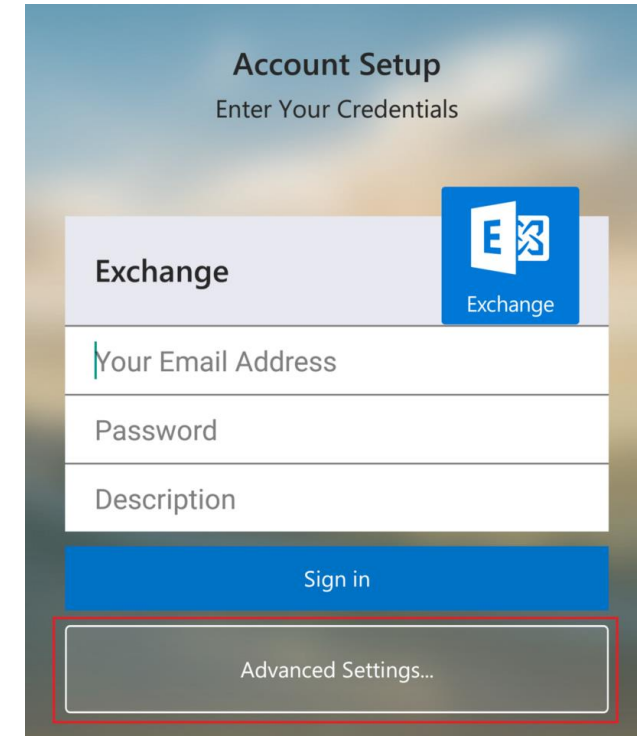 Account Setup
Enter Your Credentials
Exchange
E
Exchange
Your Email Address
Password
Description
Sign in
Advanced Settings...